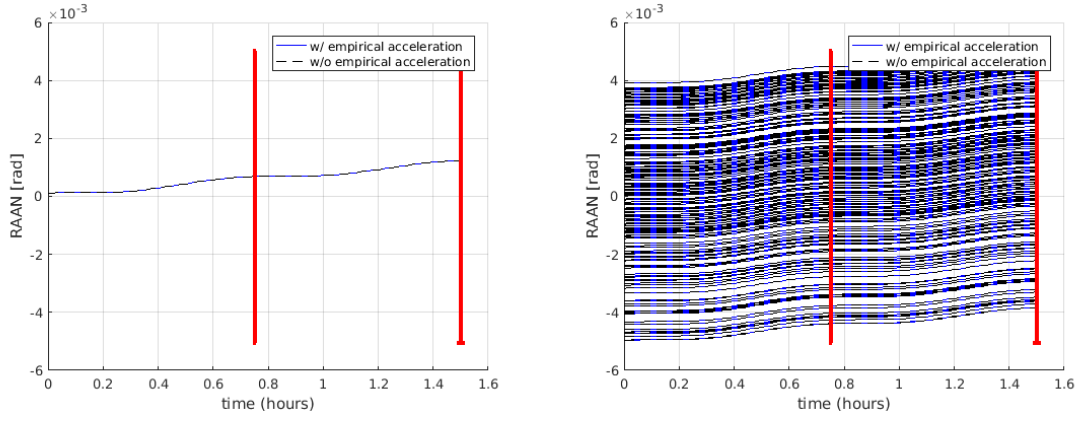 ×10⁻³
6
4
2
0
-2
-4
-6
RAAN [rad]
w/ empirical acceleration
w/o empirical acceleration
0 0.2 0.4 0.6 0.8 1 1.2 1.4 1.6
time (hours)
×10⁻³
6
4
2
0
-2
-4
-6
RAAN [rad]
w/ empirical acceleration
w/o empirical acceleration
0 0.2 0.4 0.6 0.8 1 1.2 1.4 1.6
time (hours)